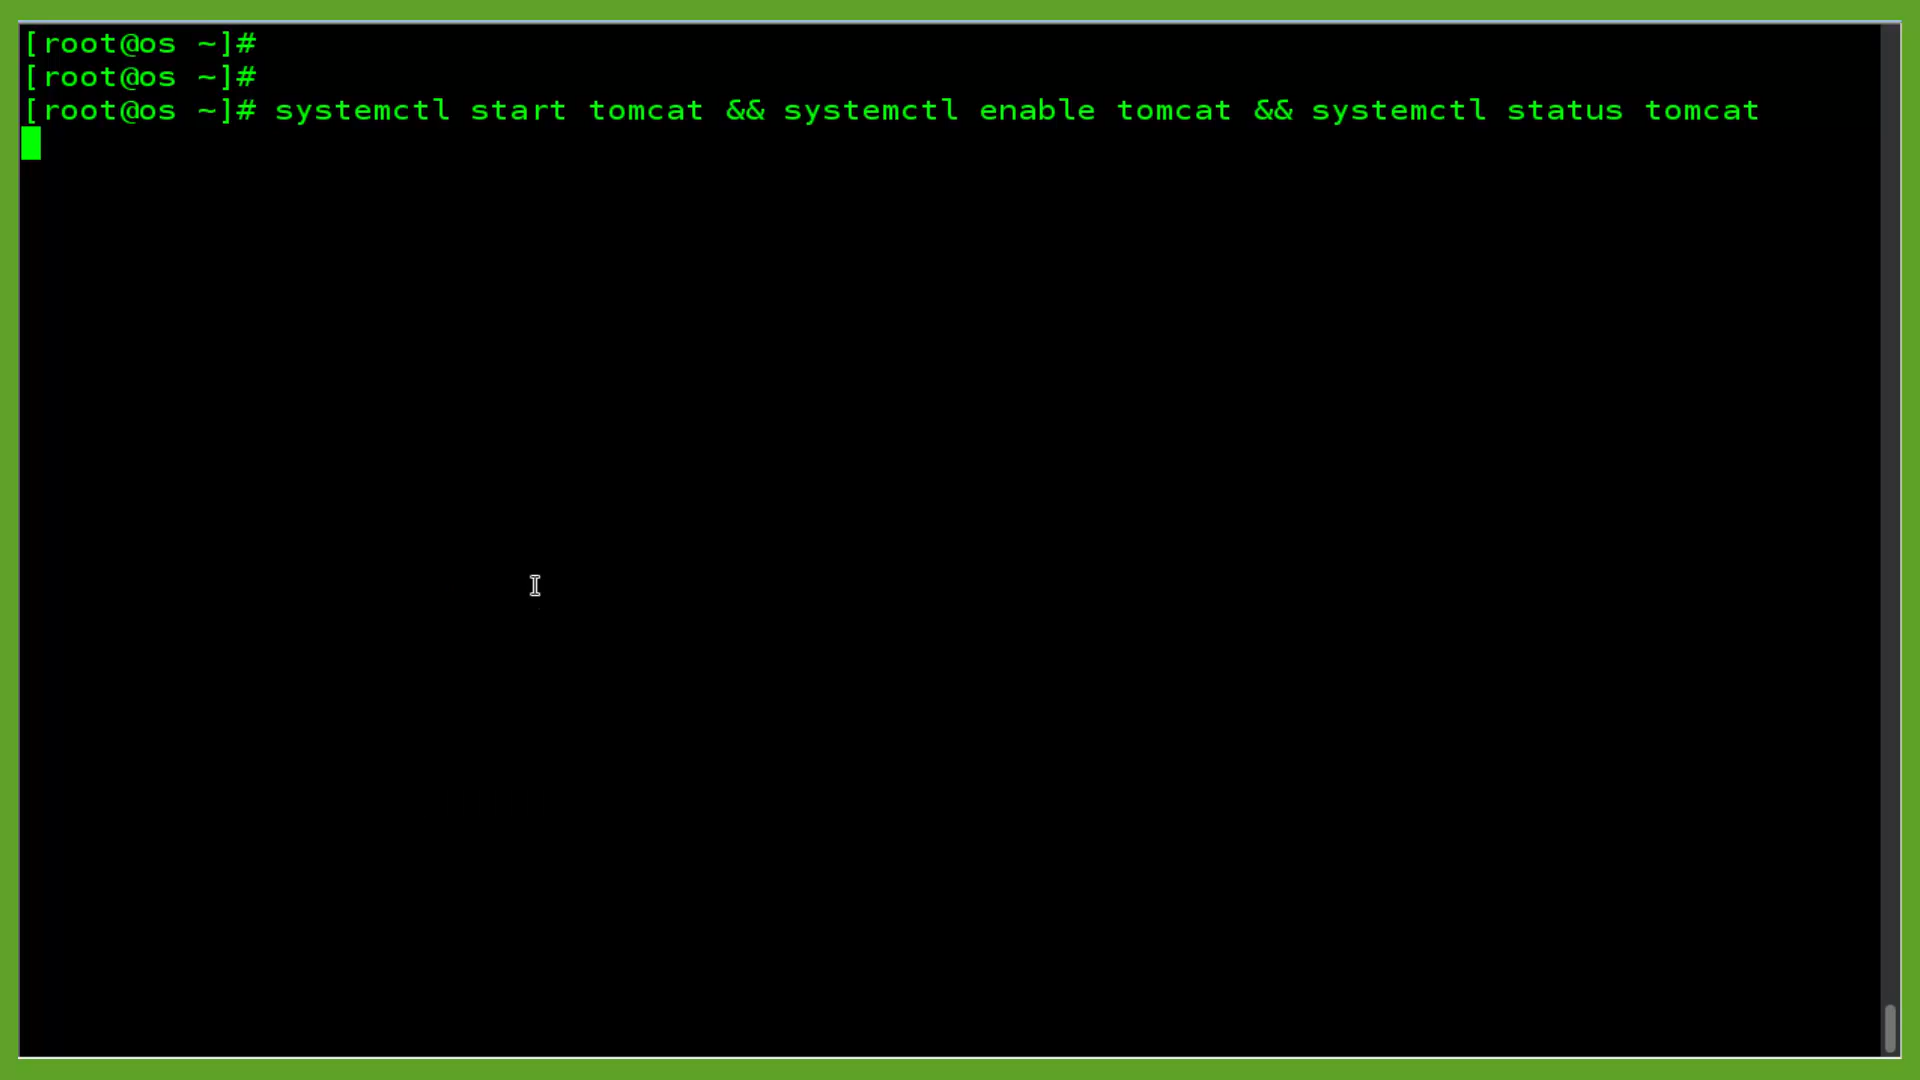 [root@os ~]#
[root@os ~]#
[root@os ~]# systemctl start tomcat && systemctl enable tomcat && systemctl status tomcat